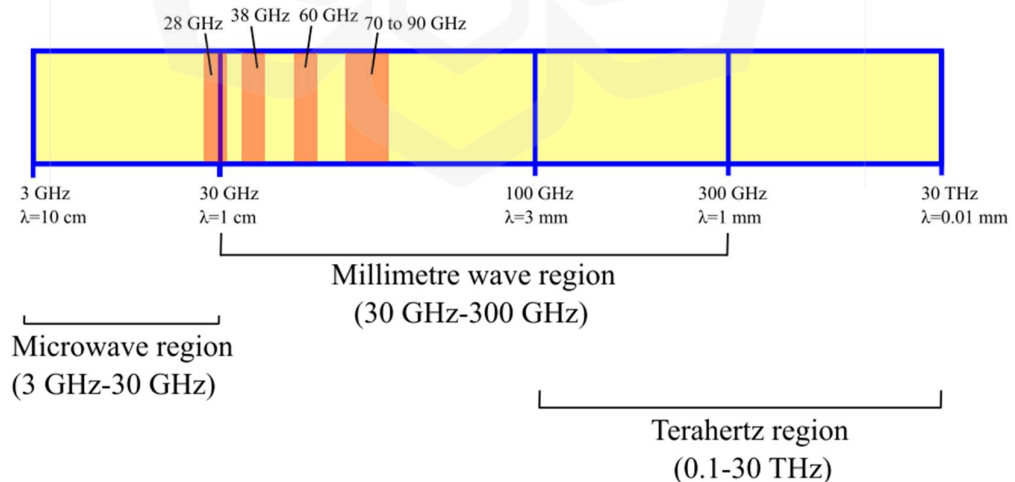 28 GHz
38 GHz
60 GHz
70 to 90 GHz
3 GHz
λ=10 cm
30 GHz
λ=1 cm
100 GHz
λ=3 mm
300 GHz
λ=1 mm
30 THz
λ=0.01 mm
Millimetre wave region
(30 GHz-300 GHz)
Microwave region
(3 GHz-30 GHz)
Terahertz region
(0.1-30 THz)